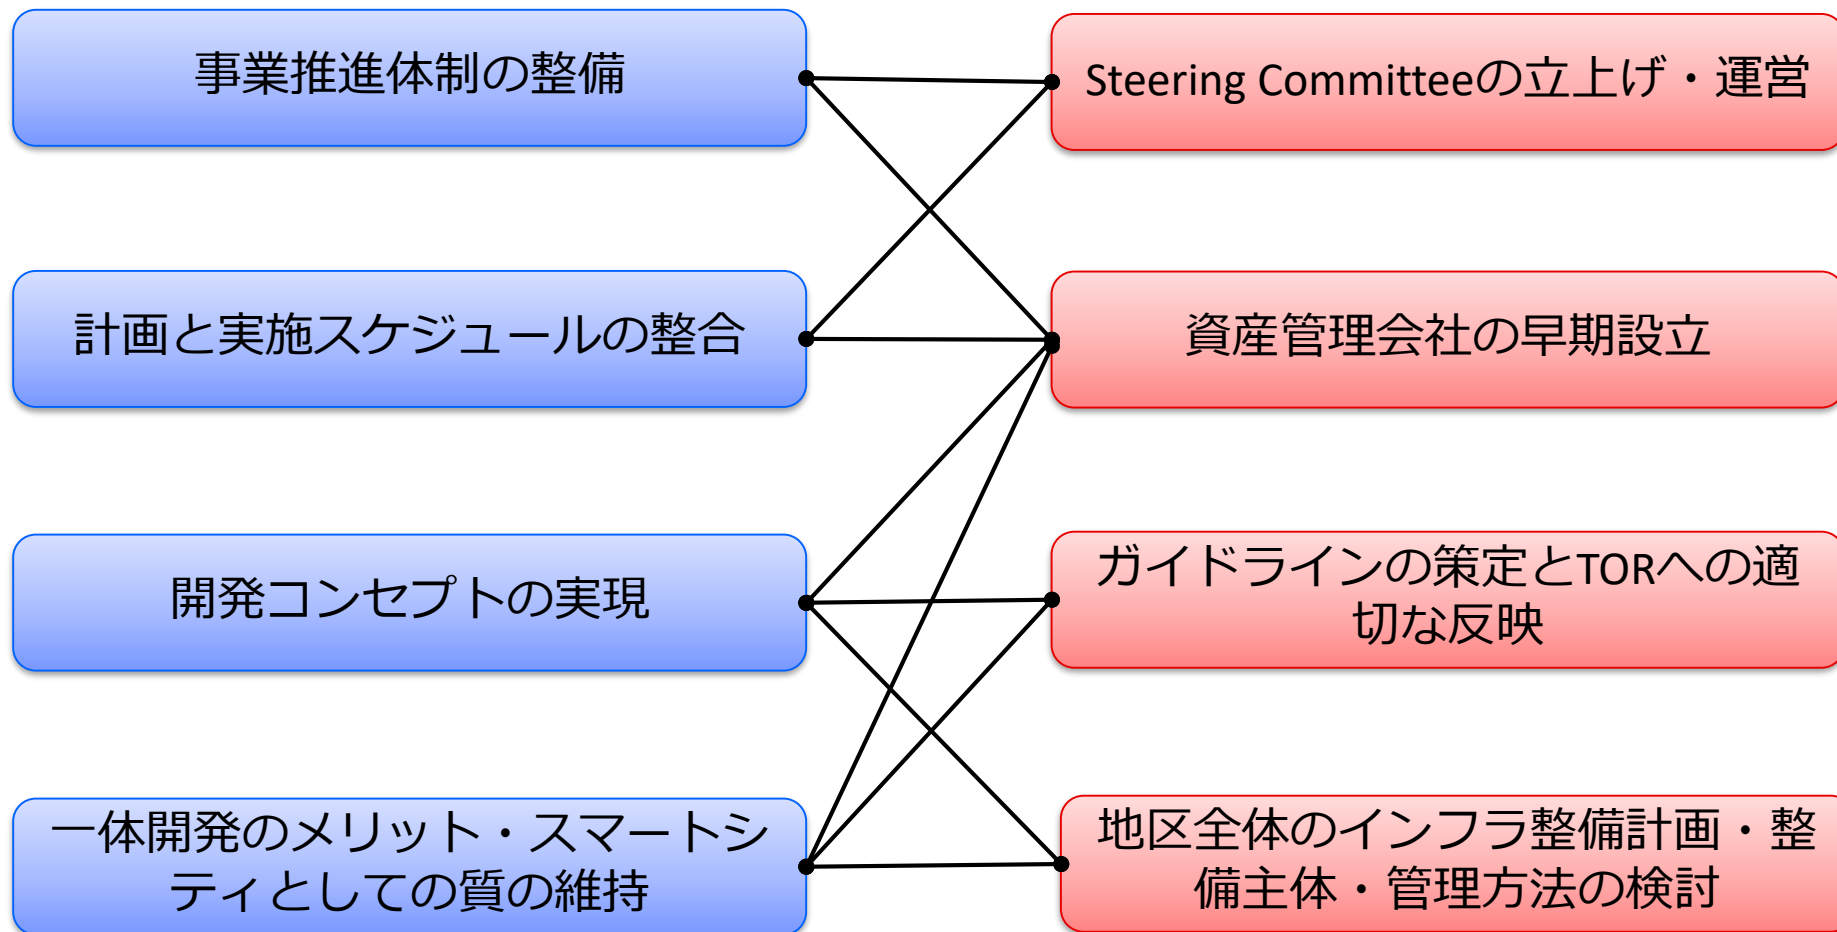 事業推進体制の整備
Steering Committeeの立上げ・運営
計画と実施スケジュールの整合
資産管理会社の早期設立
開発コンセプトの実現
ガイドラインの策定とTORへの適
切な反映
一体開発のメリット・スマートシ
ティとしての質の維持
地区全体のインフラ整備計画・整
備主体・管理方法の検討